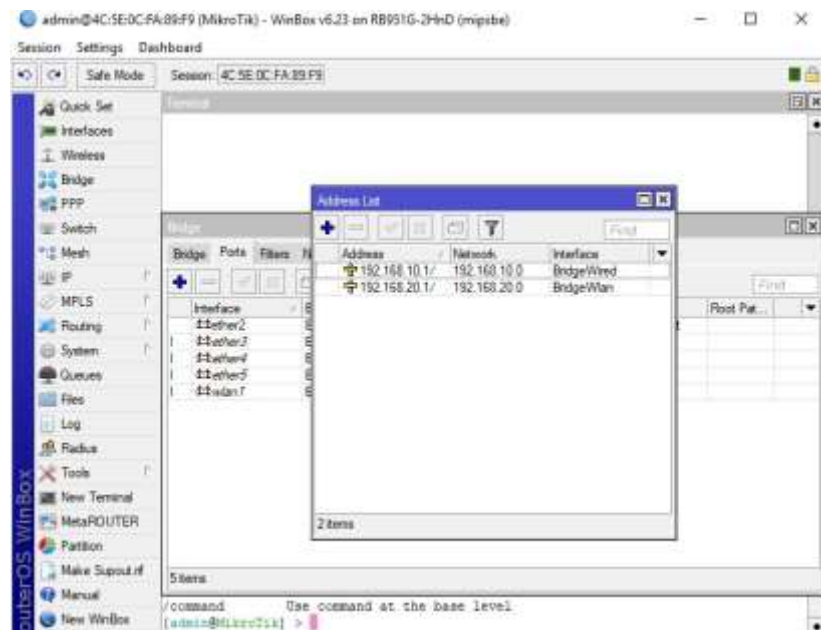 admin@4C:5E:0C:FA:89:F9 (MikroTik) - WinBox v6.23 on RB951G-2HnD (mipsbe)
Session Settings Dashboard
Safe Mode Session: 4C:5E:0C:FA:89:F9
Quick Set
Interfaces
Wireless
Bridge
PPP
Switch
Mesh
IP
MPLS
Routing
System
Queues
Files
Log
Radius
Tools
New Terminal
MetaROUTER
Partition
Make Supout.rif
Manual
New WinBox
RouterOS WinBox
Terminal
Bridge
Bridge Ports Filters
Find
Interface Root Pat...
ether2
I ether3
I ether4
I ether5
I wlan1
5 items
Address List
Find
Address Network Interface
192.168.10.1/ 192.168.10.0 BridgeWired
192.168.20.1/ 192.168.20.0 BridgeWlan
2 items
/command Use command at the base level
[admin@MikroTik] >